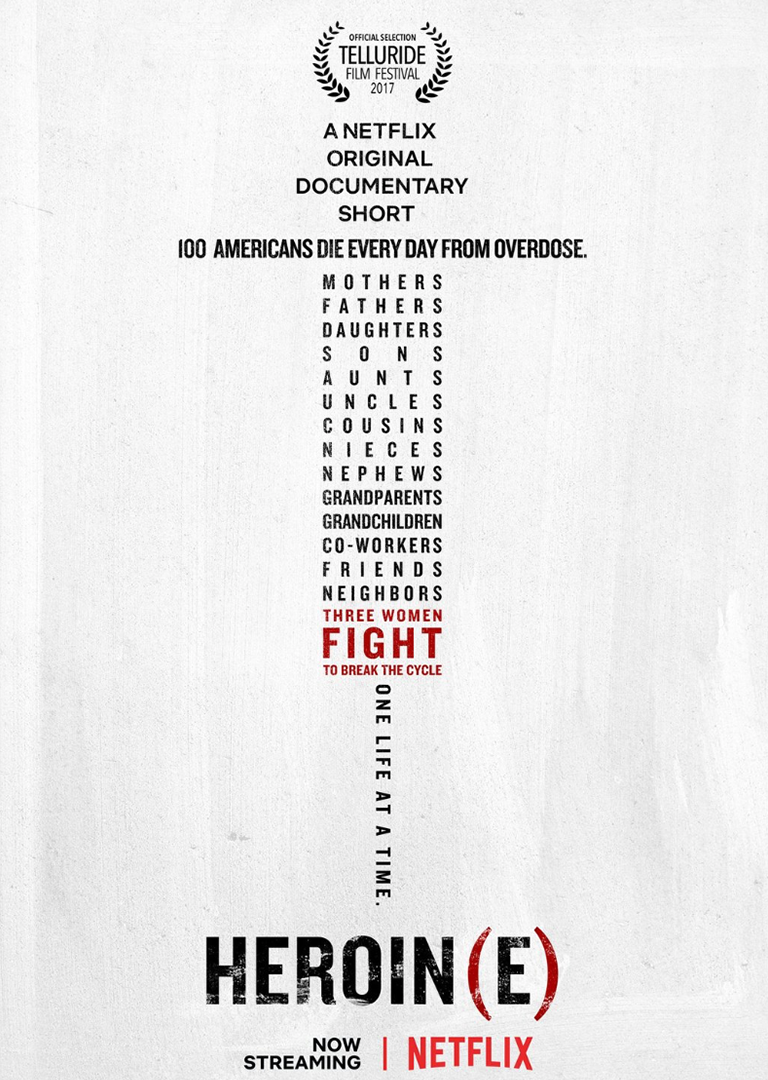 OFFICIAL SELECTION
TELLURIDE
FILM FESTIVAL
2017
A NETFLIX
ORIGINAL
DOCUMENTARY
SHORT
100 AMERICANS DIE EVERY DAY FROM OVERDOSE.
MOTHERS
FATHERS
DAUGHTERS
SONS
AUNTS
UNCLES
COUSINS
NIECES
NEPHEWS
GRANDPARENTS
GRANDCHILDREN
CO-WORKERS
FRIENDS
NEIGHBORS
THREE WOMEN
FIGHT
TO BREAK THE CYCLE
ONE LIFE AT A TIME.
HEROIN(E)
NOW
STREAMING
NETFLIX